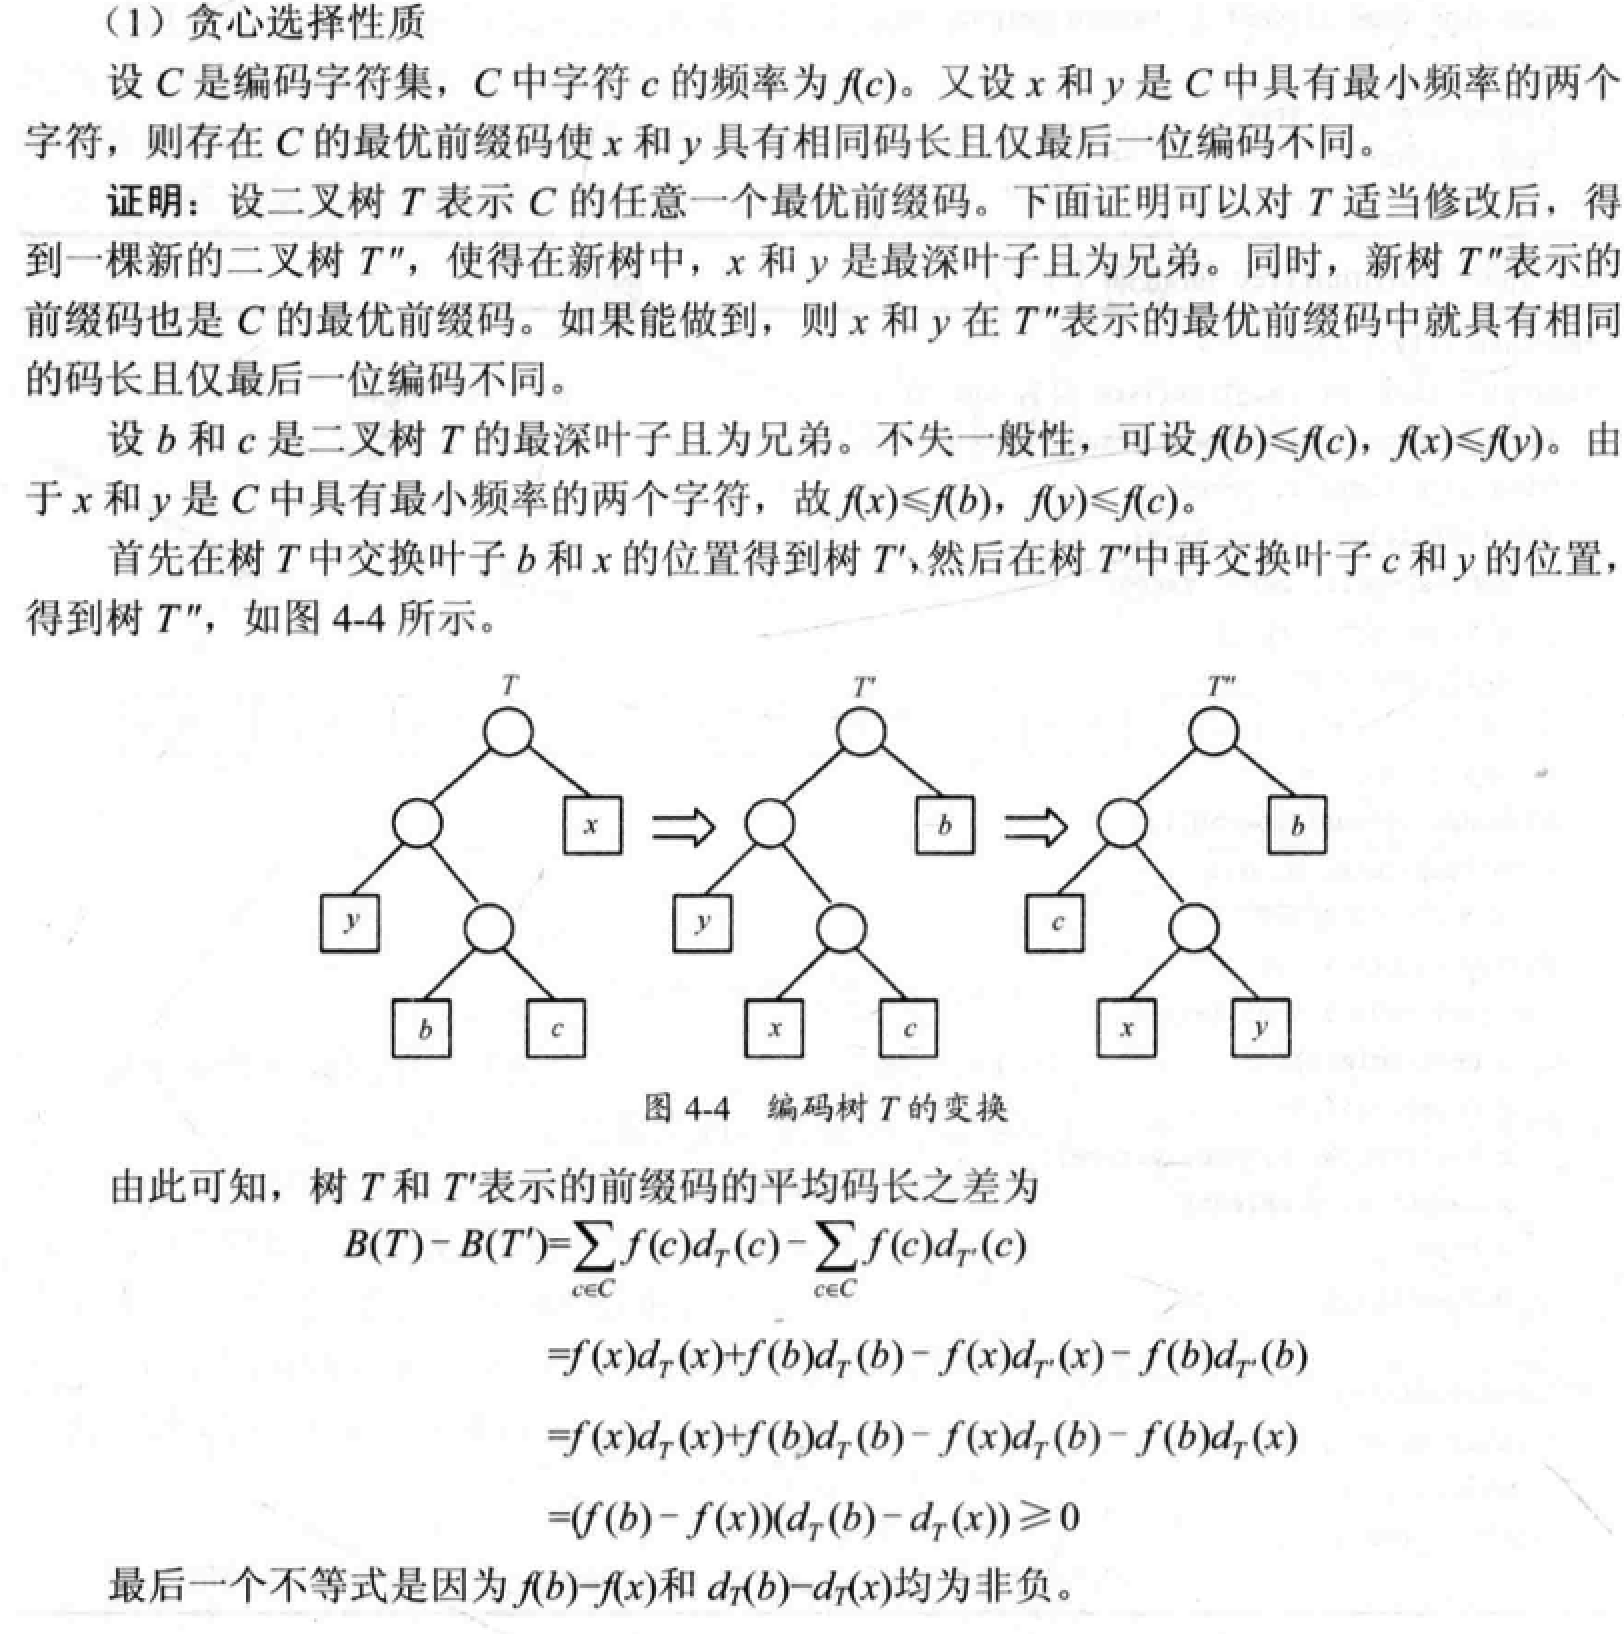 （1）贪心选择性质
设 C 是编码字符集，C 中字符 c 的频率为 f(c)。又设 x 和 y 是 C 中具有最小频率的两个
字符，则存在 C 的最优前缀码使 x 和 y 具有相同码长且仅最后一位编码不同。
证明：设二叉树 T 表示 C 的任意一个最优前缀码。下面证明可以对 T 适当修改后，得
到一棵新的二叉树 T″，使得在新树中，x 和 y 是最深叶子且为兄弟。同时，新树 T″表示的
前缀码也是 C 的最优前缀码。如果能做到，则 x 和 y 在 T″表示的最优前缀码中就具有相同
的码长且仅最后一位编码不同。
设 b 和 c 是二叉树 T 的最深叶子且为兄弟。不失一般性，可设 f(b)≤f(c)，f(x)≤f(y)。由
于 x 和 y 是 C 中具有最小频率的两个字符，故 f(x)≤f(b)，f(y)≤f(c)。
首先在树 T 中交换叶子 b 和 x 的位置得到树 T′，然后在树 T′中再交换叶子 c 和 y 的位置，
得到树 T″，如图 4-4 所示。
T T′ T″
x b b
y y c
b c x c x y
图 4-4 编码树 T 的变换
由此可知，树 T 和 T′表示的前缀码的平均码长之差为
B(T)−B(T′)=∑_{c∈C} f(c)d_T(c)−∑_{c∈C} f(c)d_{T′}(c)
=f(x)d_T(x)+f(b)d_T(b)−f(x)d_{T′}(x)−f(b)d_{T′}(b)
=f(x)d_T(x)+f(b)d_T(b)−f(x)d_T(b)−f(b)d_T(x)
=(f(b)−f(x))(d_T(b)−d_T(x))≥0
最后一个不等式是因为 f(b)−f(x)和 d_T(b)−d_T(x)均为非负。